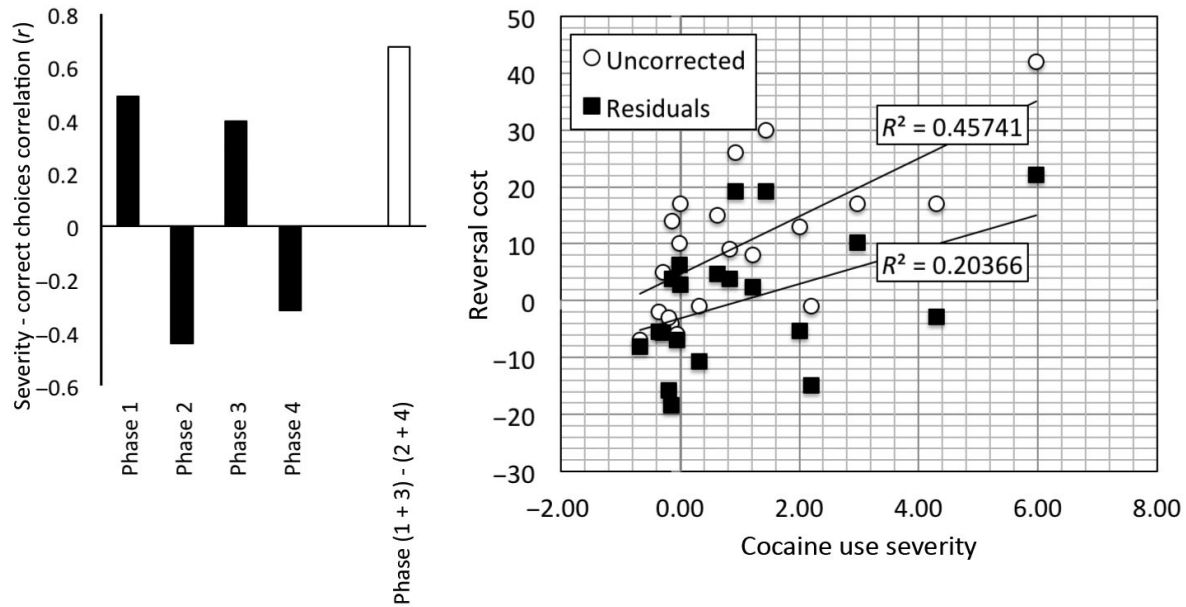 Severity - correct choices correlation (r)
0.8
0.6
0.4
0.2
0
−0.2
−0.4
−0.6
Phase 1
Phase 2
Phase 3
Phase 4
Phase (1 + 3) - (2 + 4)
Reversal cost
50
40
30
20
10
0
−10
−20
−30
Uncorrected
Residuals
R² = 0.45741
R² = 0.20366
−2.00 0.00 2.00 4.00 6.00 8.00
Cocaine use severity